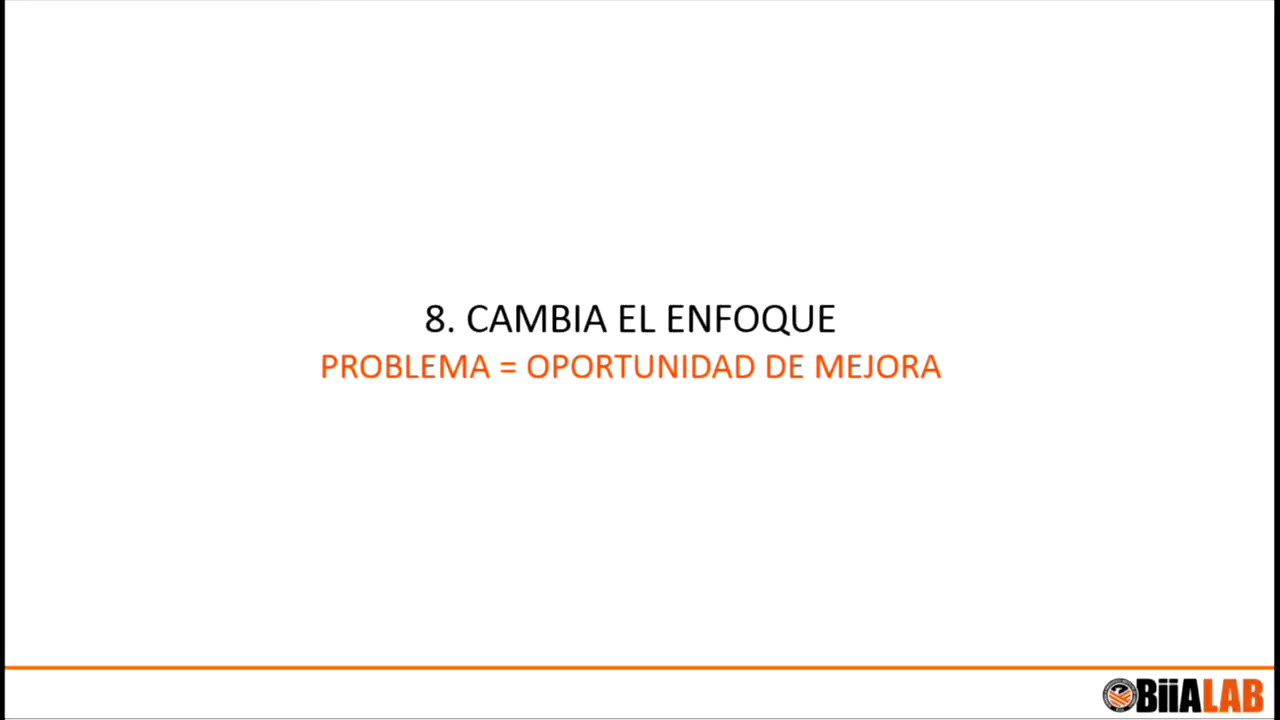 8. CAMBIA EL ENFOQUE
PROBLEMA = OPORTUNIDAD DE MEJORA
BiiALAB